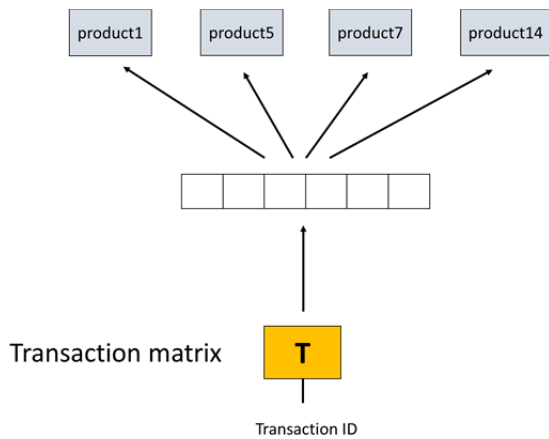 product1 product5 product7 product14
Transaction matrix T
Transaction ID